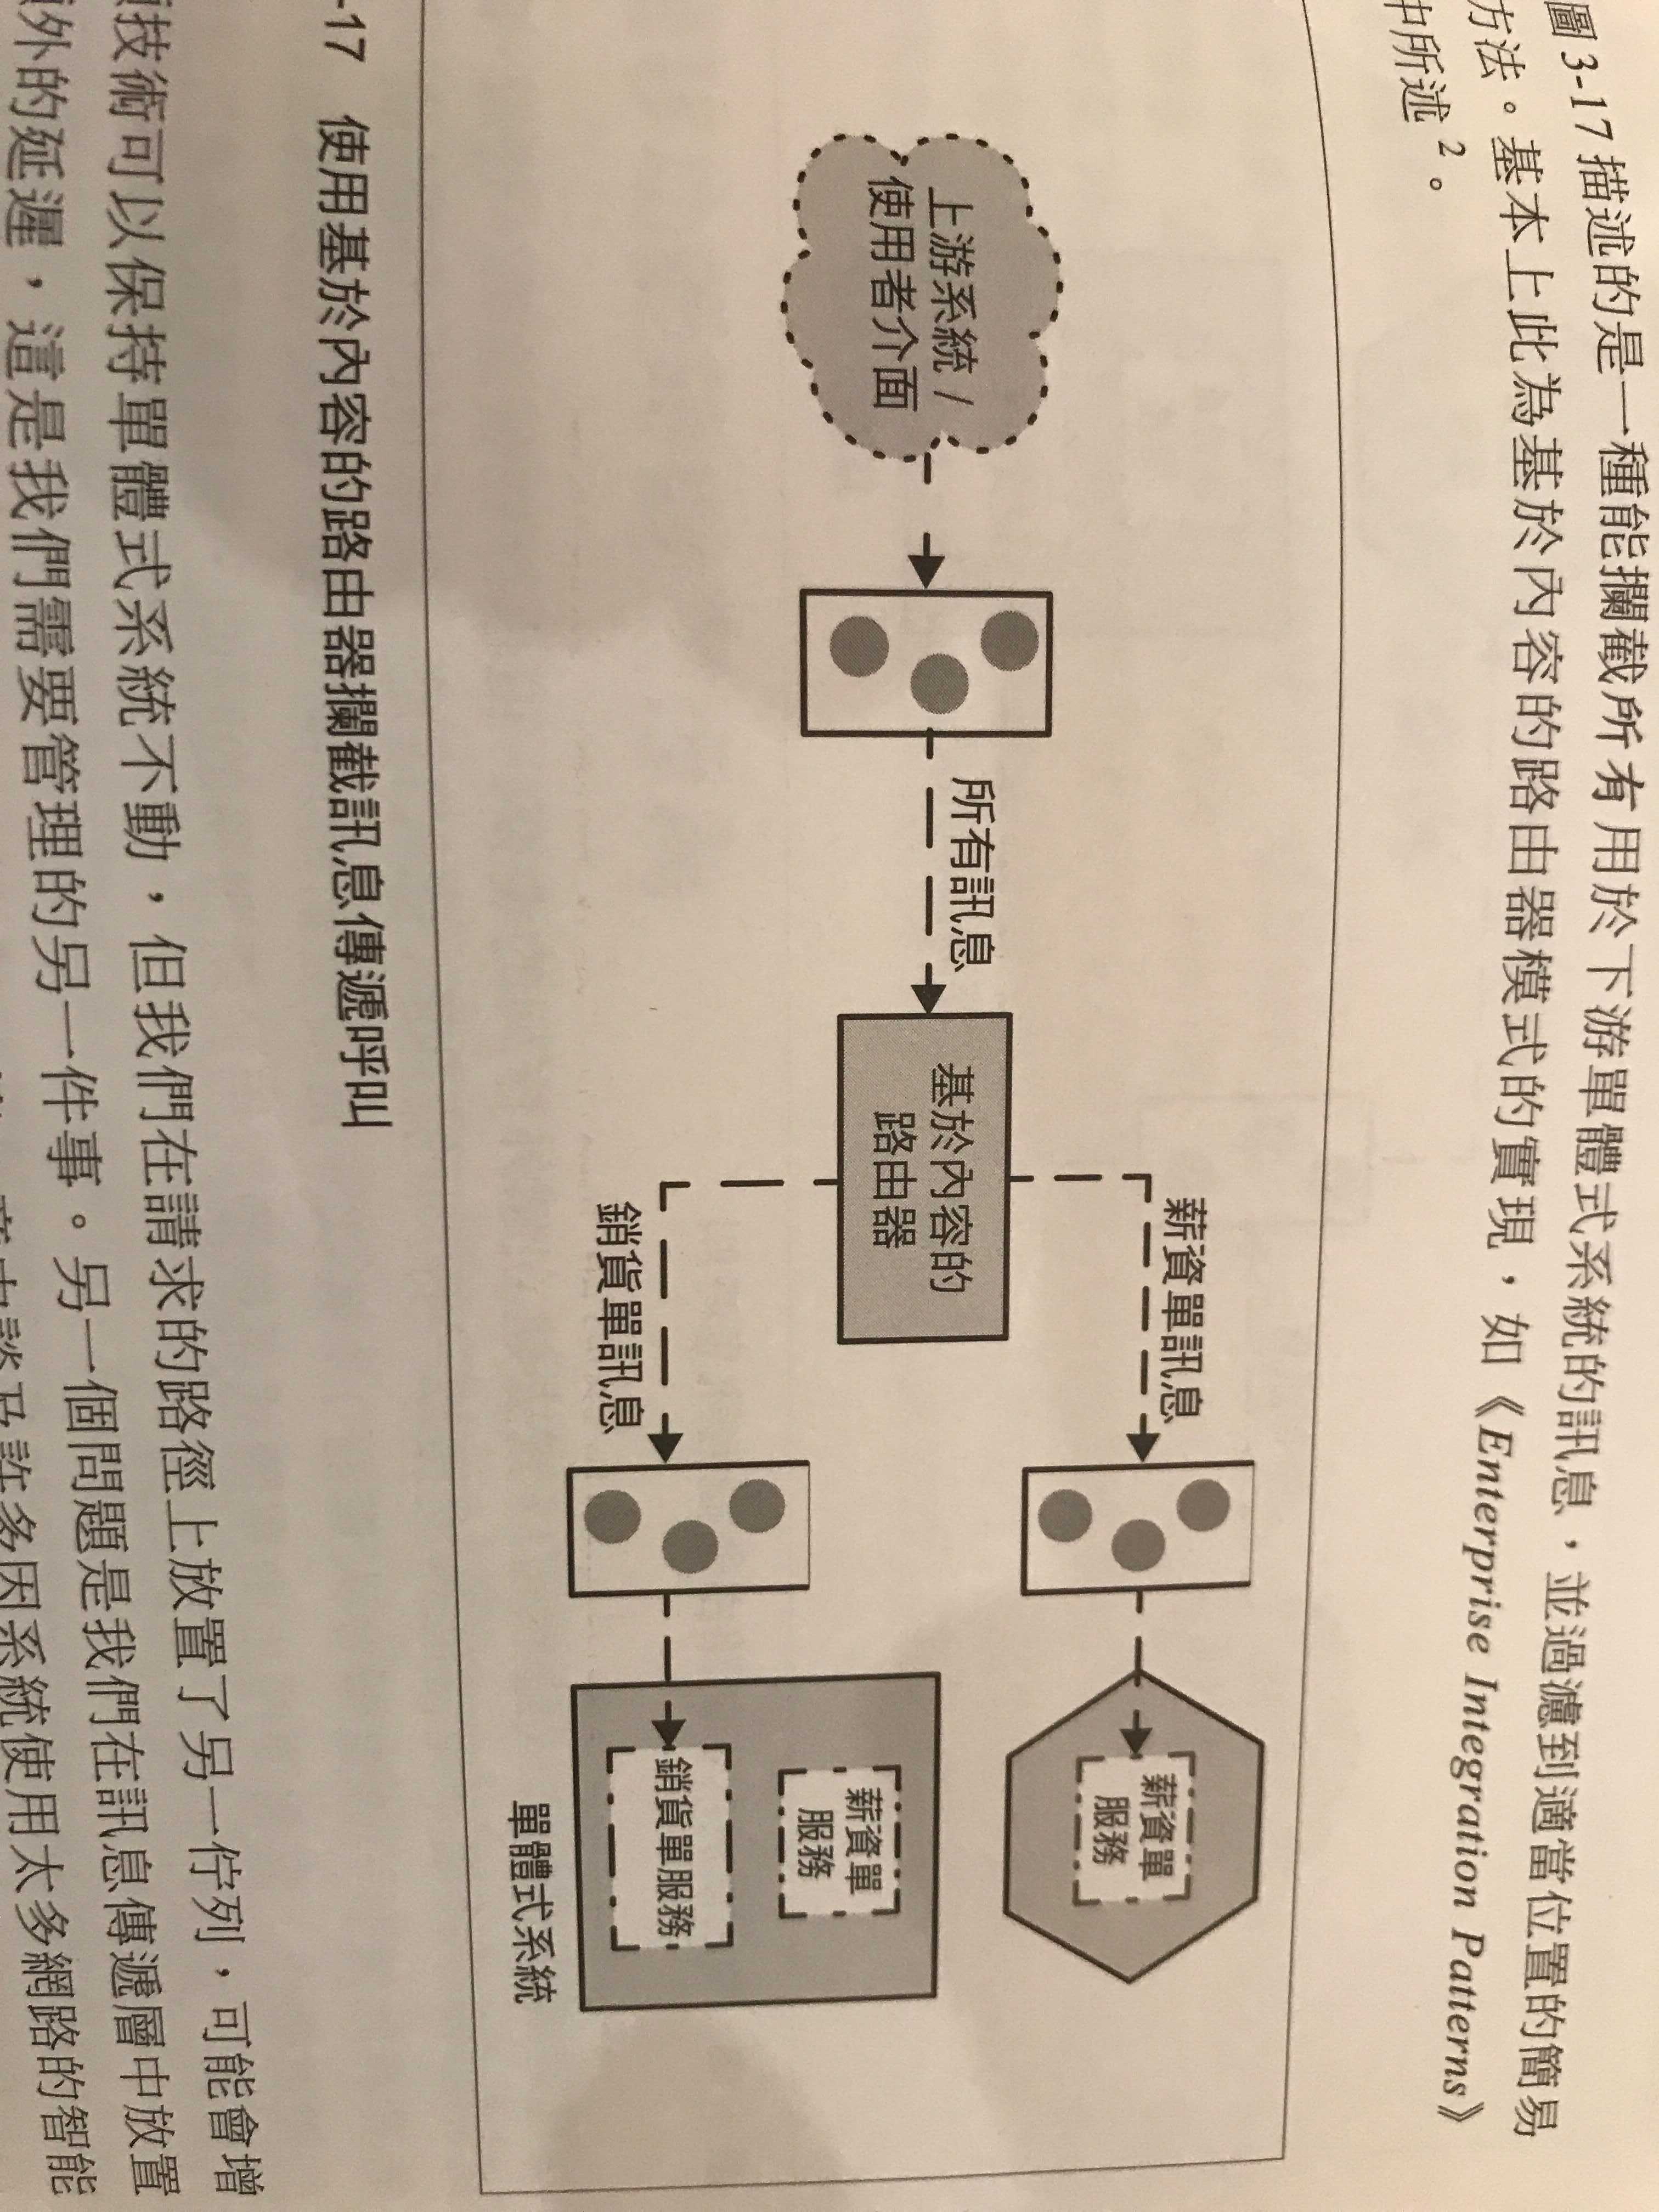 圖 3-17 描述的是一種能攔截所有用於下游單體式系統的訊息，並過濾到適當位置的簡易
方法。基本上此為基於內容的路由器模式的實現，如《Enterprise Integration Patterns》
中所述 2。
薪資單訊息
薪資單
服務
上游系統 /
使用者介面
所有訊息
基於內容的
路由器
薪資單
服務
銷貨單服務
銷貨單訊息
單體式系統
-17 使用基於內容的路由器攔截訊息傳遞呼叫
技術可以保持單體式系統不動，但我們在請求的路徑上放置了另一佇列，可能會增
外的延遲，這是我們需要管理的另一件事。另一個問題是我們在訊息傳遞層中放置
章中談及許多因系統使用太多網路的智能